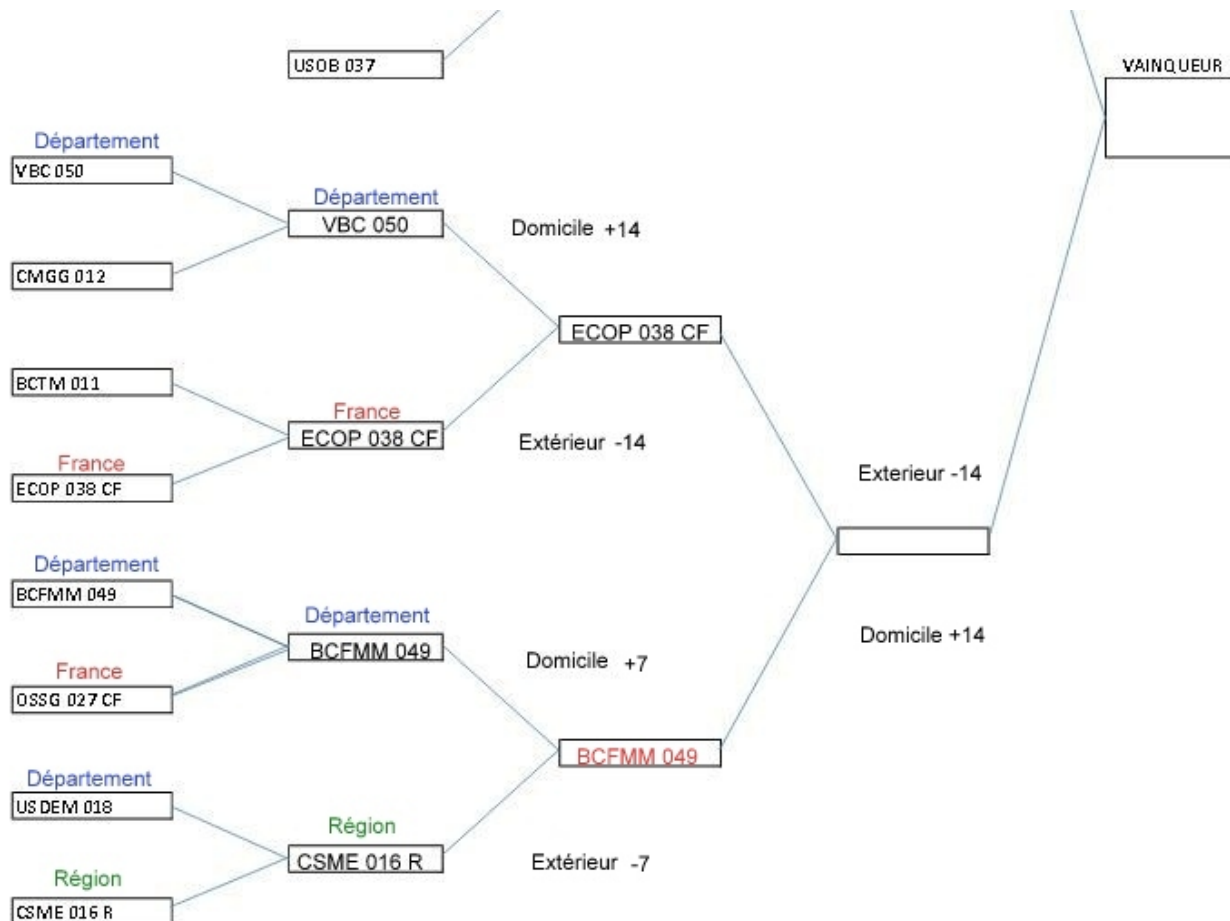 USOB 037
VAINQUEUR
Département
VBC 050
Département
VBC 050
Domicile +14
CMGG 012
ECOP 038 CF
BCTM 011
France
ECOP 038 CF
Extérieur -14
France
ECOP 038 CF
Exterieur -14
Département
BCFMM 049
Département
BCFMM 049
Domicile +14
Domicile +7
France
OSSG 027 CF
BCFMM 049
Département
USDEM 018
Région
CSME 016 R
Extérieur -7
Région
CSME 016 R